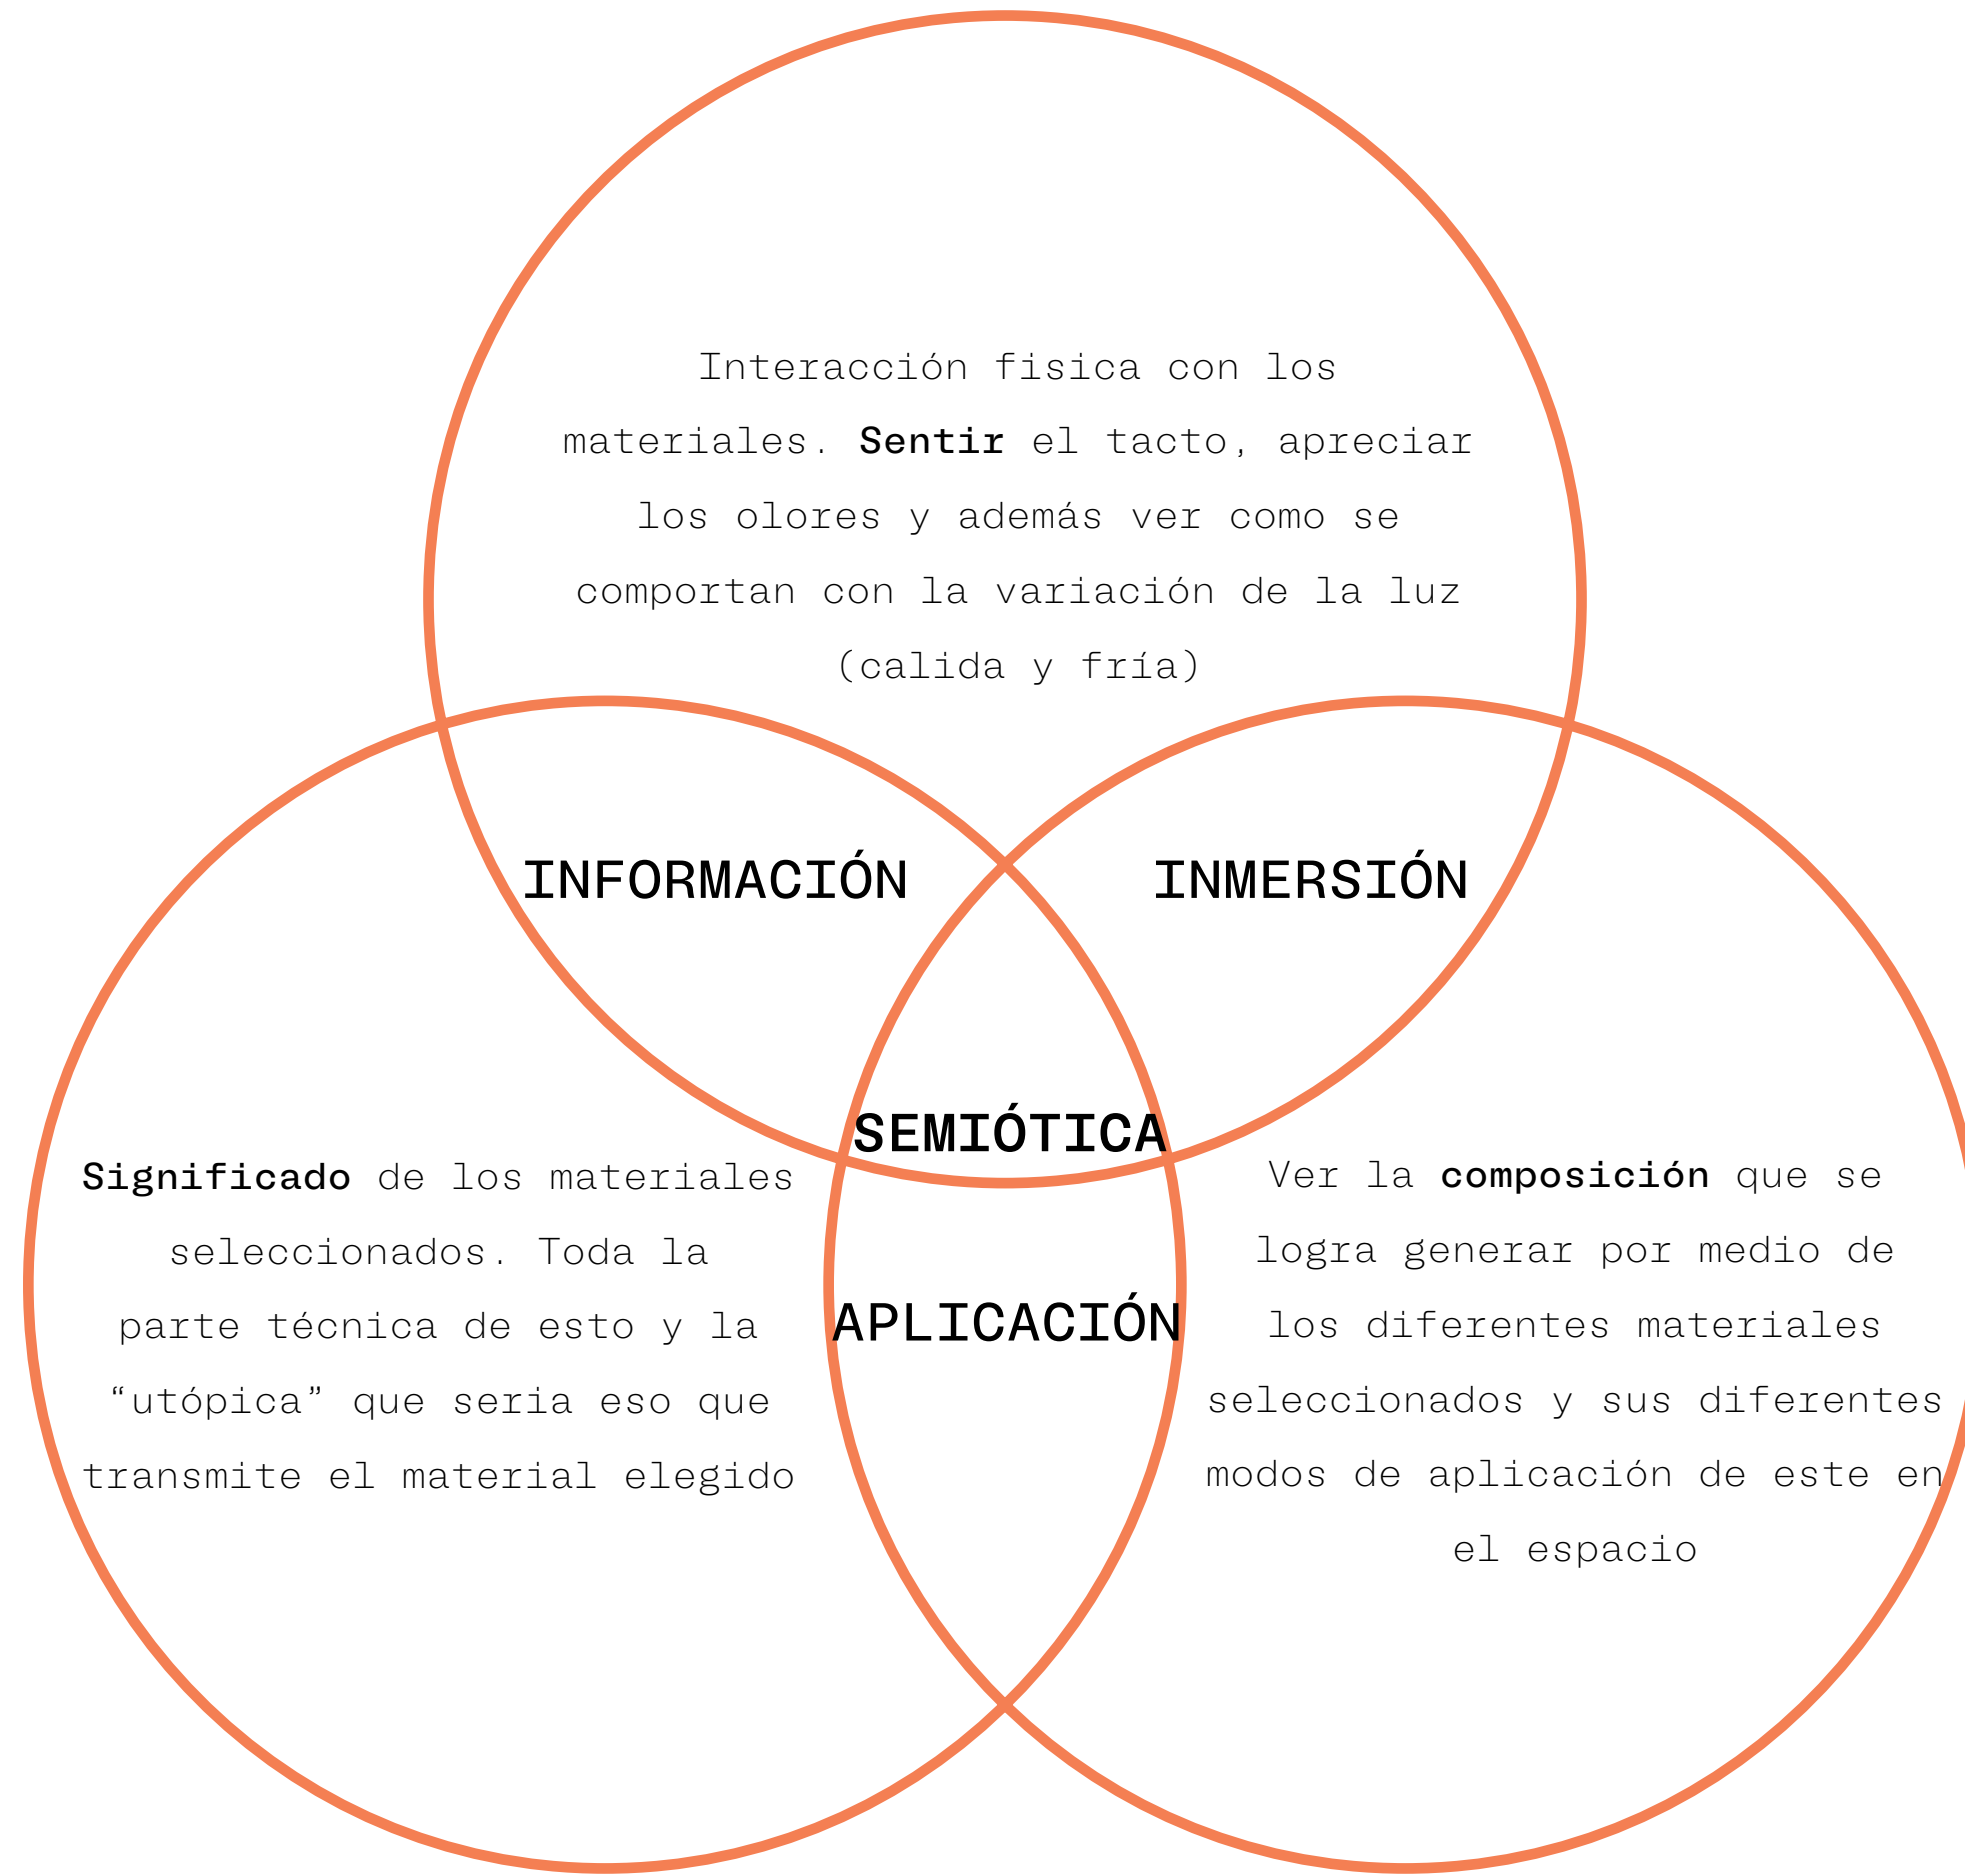 Interacción fisica con los
materiales. Sentir el tacto, apreciar
los olores y además ver como se
comportan con la variación de la luz
(calida y fría)
INFORMACIÓN
INMERSIÓN
SEMIÓTICA
APLICACIÓN
Significado de los materiales
seleccionados. Toda la
parte técnica de esto y la
“utópica” que seria eso que
transmite el material elegido
Ver la composición que se
logra generar por medio de
los diferentes materiales
seleccionados y sus diferentes
modos de aplicación de este en
el espacio